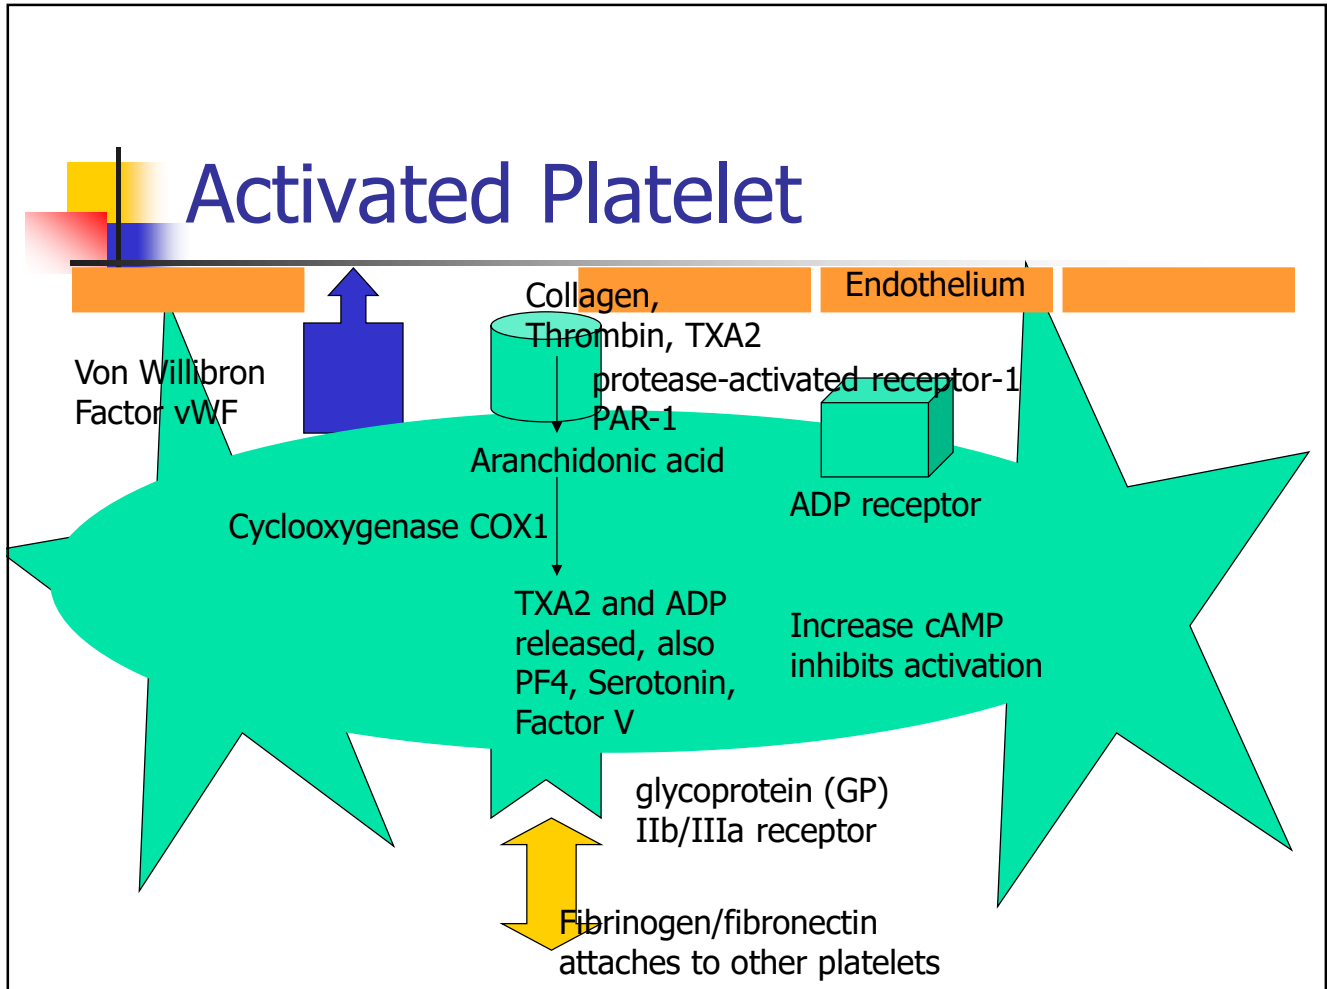 Activated Platelet
Endothelium
Collagen,
Thrombin, TXA2
Von Willibron
Factor vWF
protease-activated receptor-1
PAR-1
Aranchidonic acid
ADP receptor
Cyclooxygenase COX1
TXA2 and ADP
released, also
PF4, Serotonin,
Factor V
Increase cAMP
inhibits activation
glycoprotein (GP)
IIb/IIIa receptor
Fibrinogen/fibronectin
attaches to other platelets